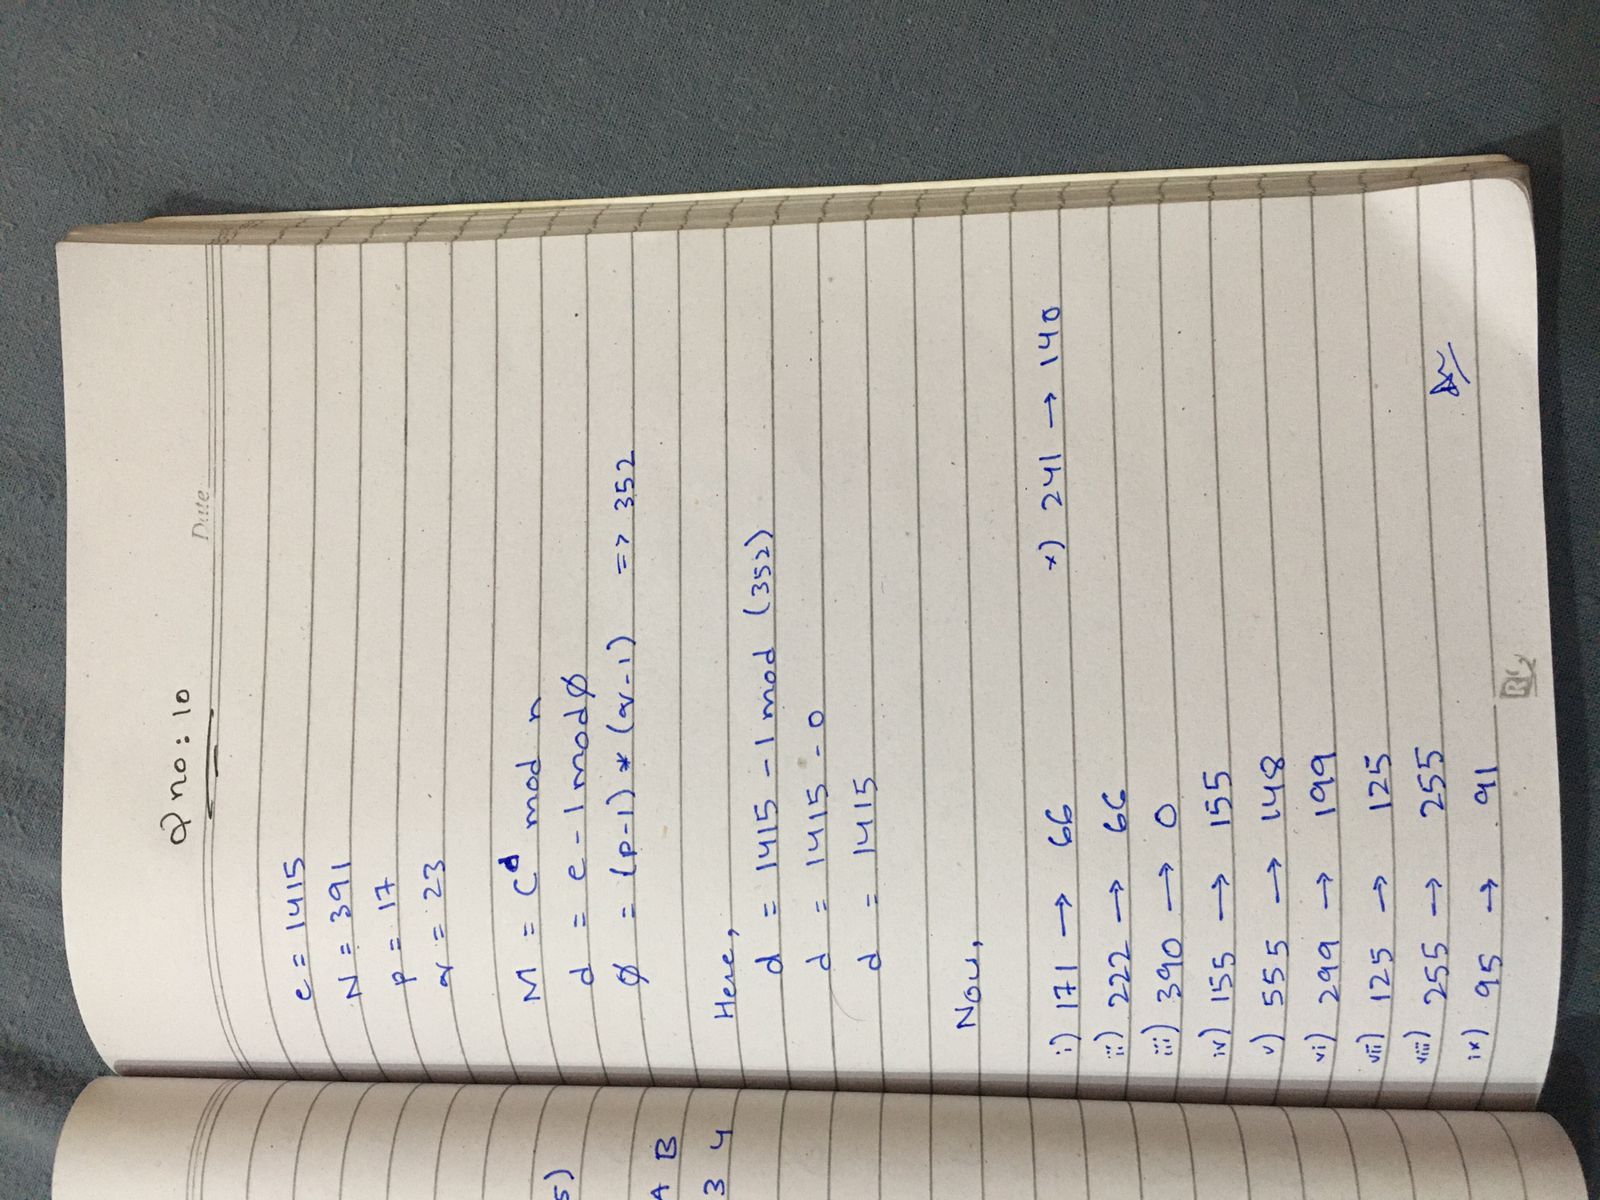 Date
Q no: 10
e = 1415
N = 391
p = 17
q = 23
M = C^d mod n
d = e - 1 mod Ø
Ø = (p-1) * (q-1) => 352
Here,
d = 1415 - 1 mod (352)
d = 1415 - 0
d = 1415
Now,
i) 171 → 66
x) 241 → 140
ii) 222 → 66
iii) 390 → 0
iv) 155 → 155
v) 555 → 148
vi) 299 → 199
vii) 125 → 125
viii) 255 → 255
ix) 95 → 91
5)
A B
3 4